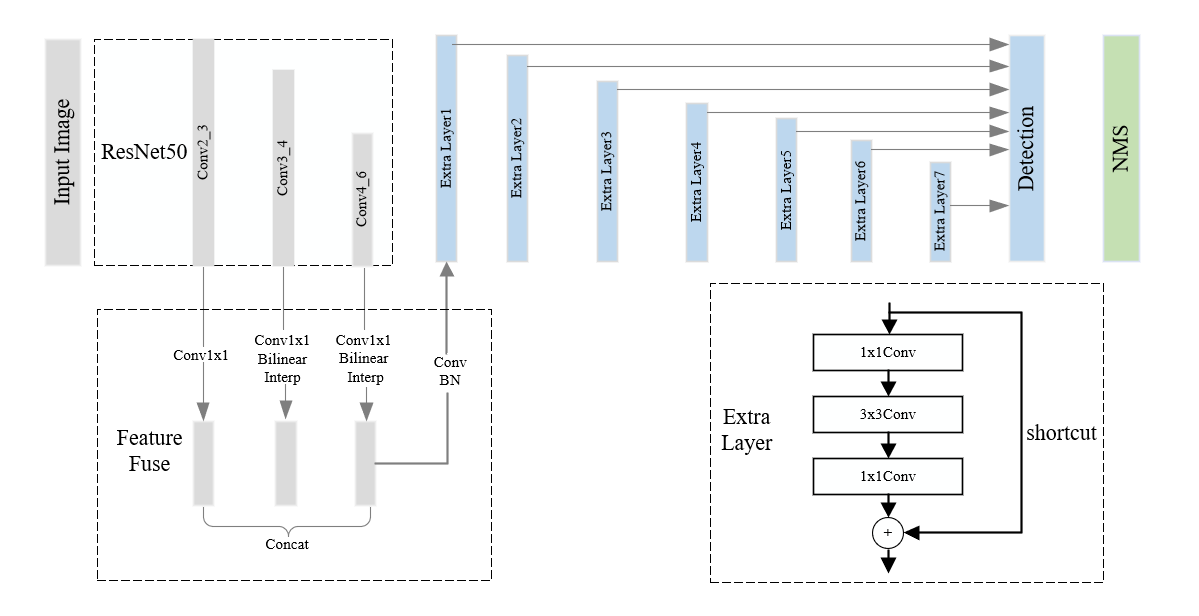 Input Image
ResNet50
Conv2_3
Conv3_4
Conv4_6
Extra Layer1
Extra Layer2
Extra Layer3
Extra Layer4
Extra Layer5
Extra Layer6
Extra Layer7
Detection
NMS
Conv1x1
Conv1x1
Bilinear
Interp
Conv1x1
Bilinear
Interp
Conv
BN
Feature
Fuse
Concat
Extra
Layer
1x1Conv
3x3Conv
1x1Conv
+
shortcut